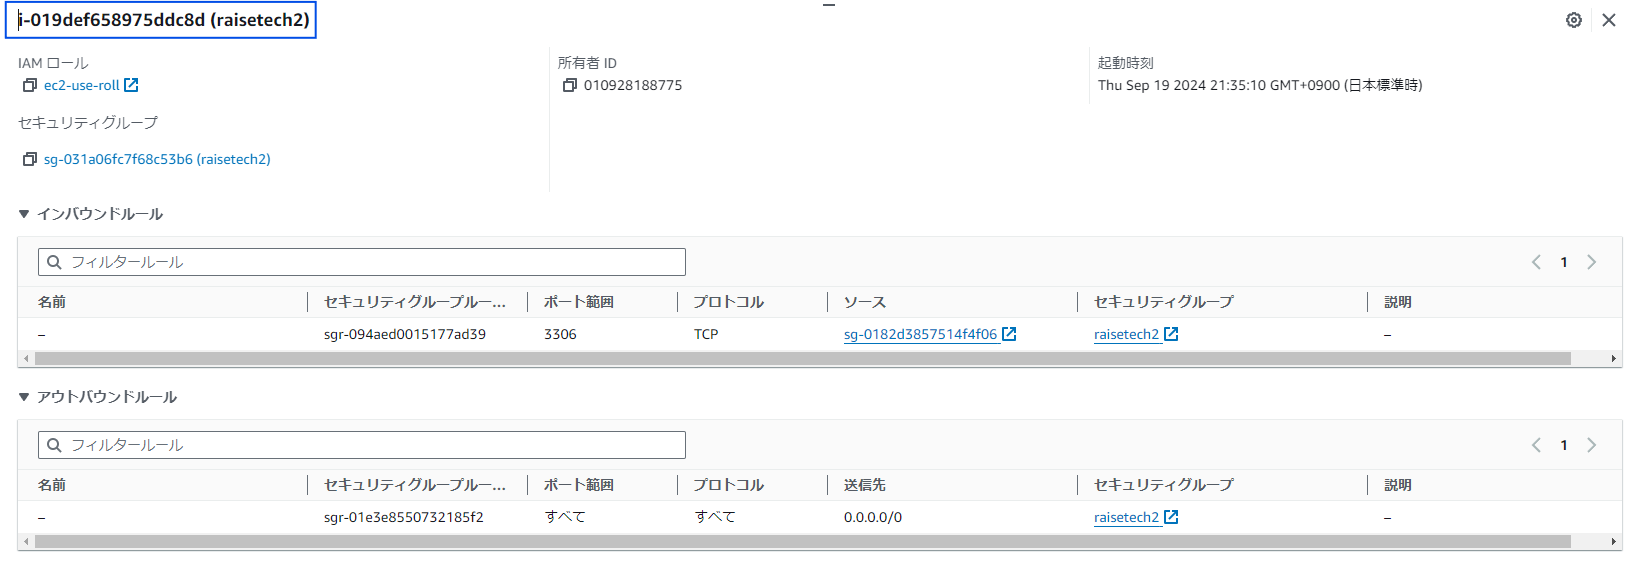 i-019def658975ddc8d (raisetech2)
IAM ロール
ec2-use-roll
所有者 ID
010928188775
起動時刻
Thu Sep 19 2024 21:35:10 GMT+0900 (日本標準時)
セキュリティグループ
sg-031a06fc7f68c53b6 (raisetech2)
インバウンドルール
フィルタールール
1
名前 セキュリティグループルー... ポート範囲 プロトコル ソース セキュリティグループ 説明
– sgr-094aed0015177ad39 3306 TCP sg-0182d3857514f4f06 raisetech2 –
アウトバウンドルール
フィルタールール
1
名前 セキュリティグループルー... ポート範囲 プロトコル 送信先 セキュリティグループ 説明
– sgr-01e3e8550732185f2 すべて すべて 0.0.0.0/0 raisetech2 –